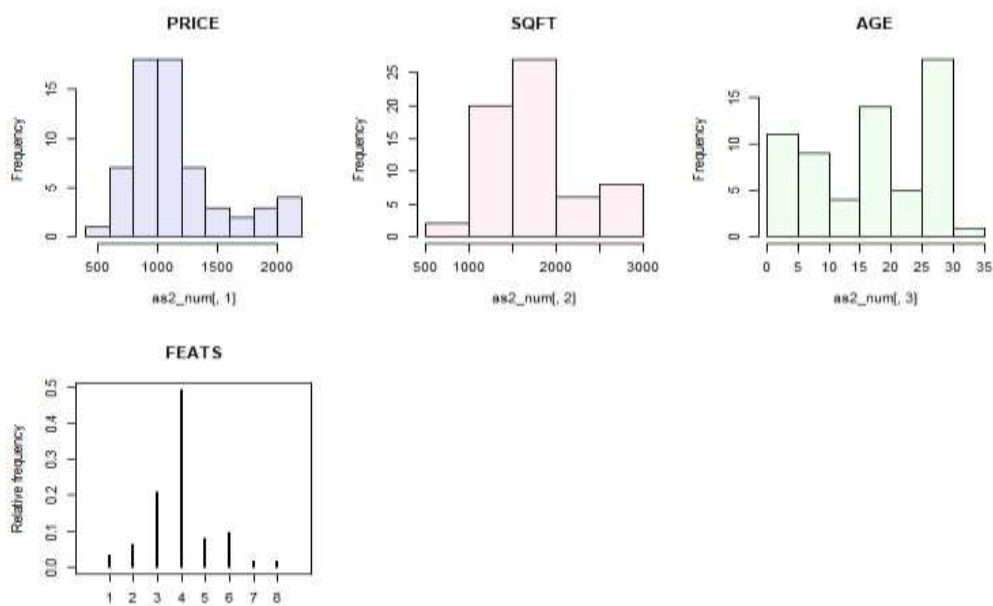 PRICE
Frequency
0 5 10 15
500 1000 1500 2000
as2_num[, 1]
SQFT
Frequency
0 5 10 15 20 25
500 1000 2000 3000
as2_num[, 2]
AGE
Frequency
0 5 10 15
0 5 10 15 20 25 30 35
as2_num[, 3]
FEATS
Relative frequency
0.0 0.1 0.2 0.3 0.4 0.5
1 2 3 4 5 6 7 8